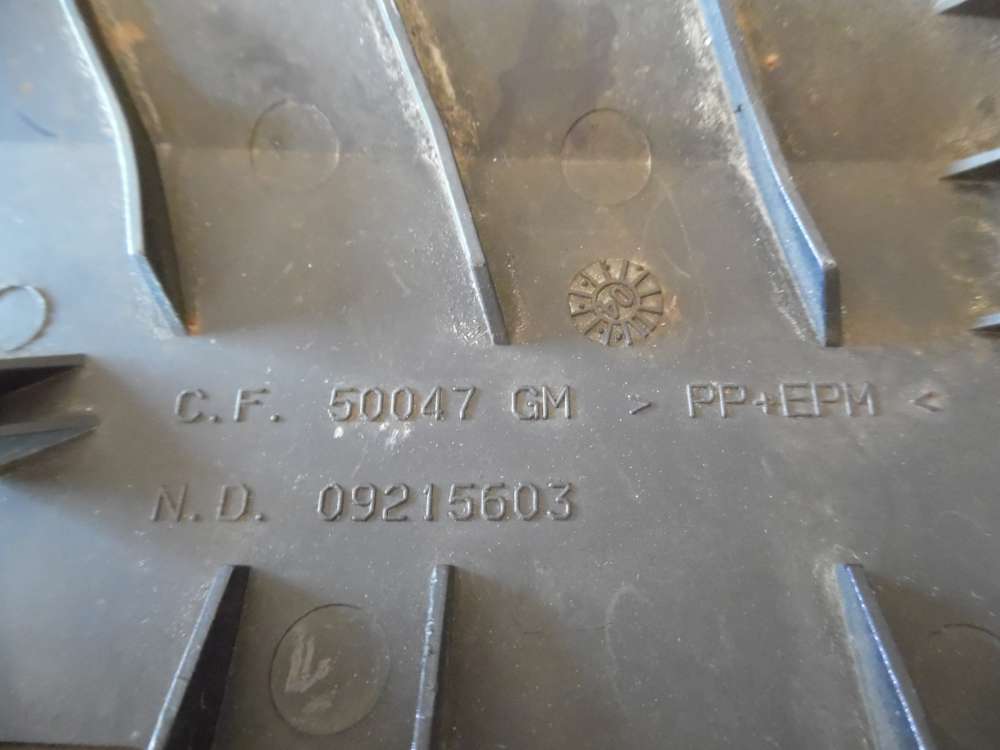 C.F. 50047 GM > PP+EPM <
N.D. 09215603